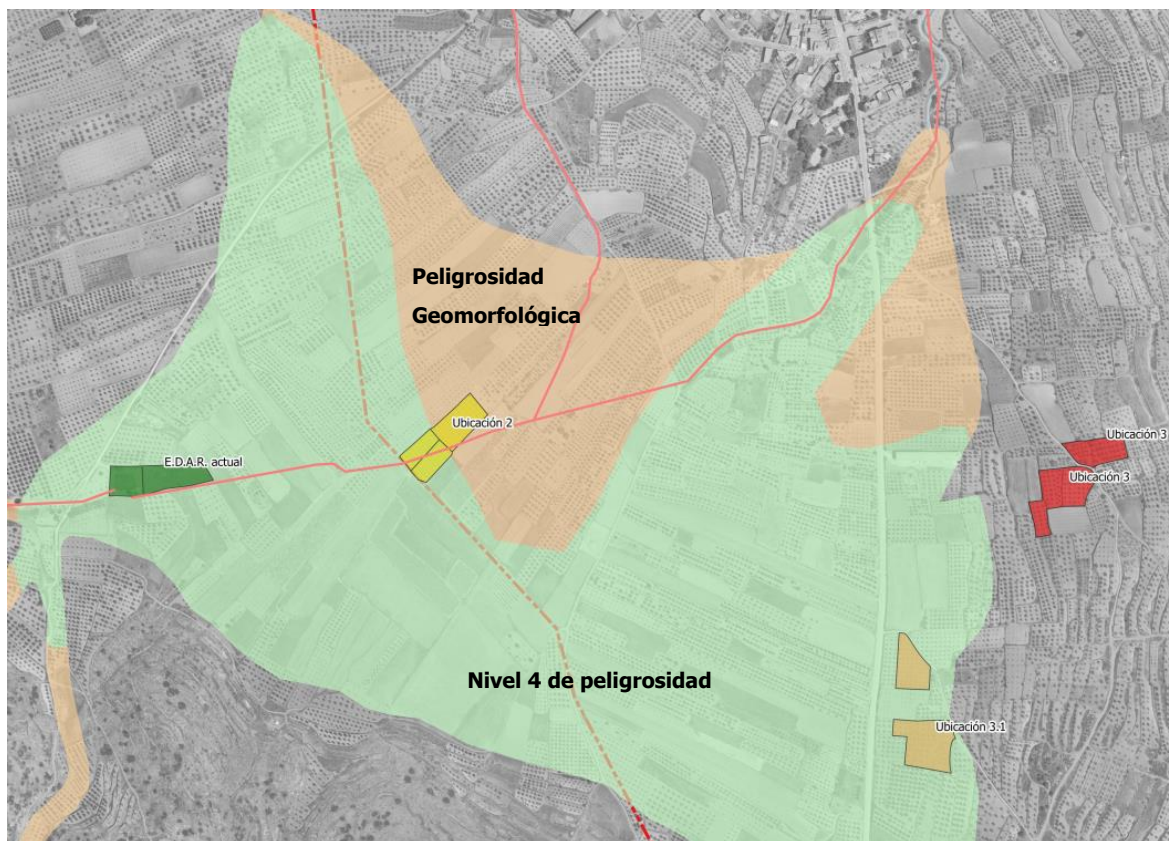 Peligrosidad
Geomorfológica
Ubicación 2
E.D.A.R. actual
Ubicación 3
Ubicación 3
Nivel 4 de peligrosidad
Ubicación 3.1